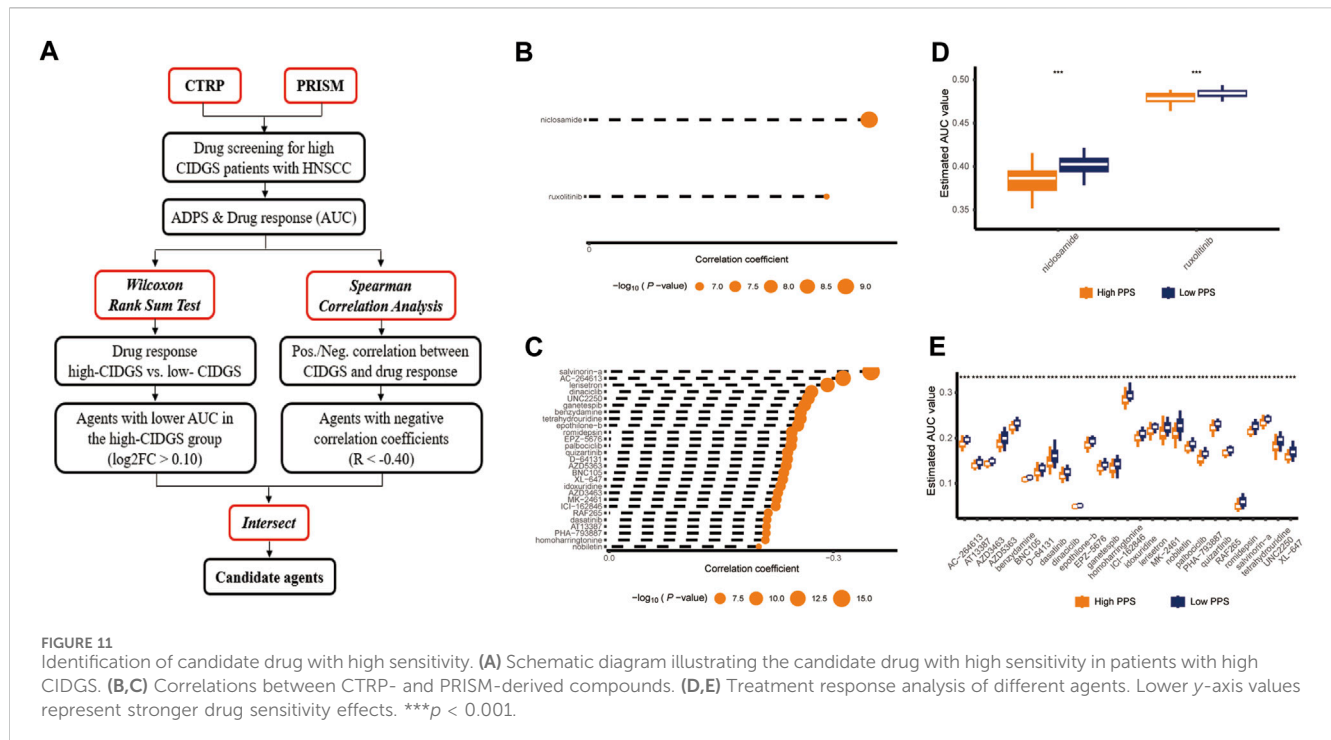 A
CTRP
PRISM
Drug screening for high
CIDGS patients with HNSCC
ADPS & Drug response (AUC)
Wilcoxon
Rank Sum Test
Spearman
Correlation Analysis
Drug response
high-CIDGS vs. low- CIDGS
Pos./Neg. correlation between
CIDGS and drug response
Agents with lower AUC in
the high-CIDGS group
(log2FC > 0.10)
Agents with negative
correlation coefficients
(R < -0.40)
Intersect
Candidate agents
B
niclosamide
ruxolitinib
0
Correlation coefficient
−log10 ( P −value) 7.0 7.5 8.0 8.5 9.0
C
salvinorin−a
AC−264613
lerisetron
dinaciclib
UNC2250
ganetespib
benzydamine
tetrahydrouridine
epothilone−b
romidepsin
EPZ−5676
palbociclib
quizartinib
D−64131
AZD5363
BNC105
XL−647
idoxuridine
AZD3463
MK−2461
ICI−162846
RAF265
dasatinib
AT13387
PHA−793887
homoharringtonine
nobiletin
0
−0.3
Correlation coefficient
−log10 ( P −value) 7.5 10.0 12.5 15.0
D
Estimated AUC value
0.50
0.45
0.40
0.35
*** ***
niclosamide
ruxolitinib
High PPS Low PPS
E
Estimated AUC value
0.3
0.2
0.1
AC−264613
AT13387
AZD3463
AZD5363
benzydamine
BNC105
D−64131
dasatinib
dinaciclib
epothilone−b
EPZ−5676
ganetespib
homoharringtonine
ICI−162846
idoxuridine
lerisetron
MK−2461
nobiletin
palbociclib
PHA−793887
quizartinib
RAF265
romidepsin
salvinorin−a
tetrahydrouridine
UNC2250
XL−647
High PPS Low PPS
FIGURE 11
Identification of candidate drug with high sensitivity. (A) Schematic diagram illustrating the candidate drug with high sensitivity in patients with high
CIDGS. (B,C) Correlations between CTRP- and PRISM-derived compounds. (D,E) Treatment response analysis of different agents. Lower y-axis values
represent stronger drug sensitivity effects. ***p < 0.001.